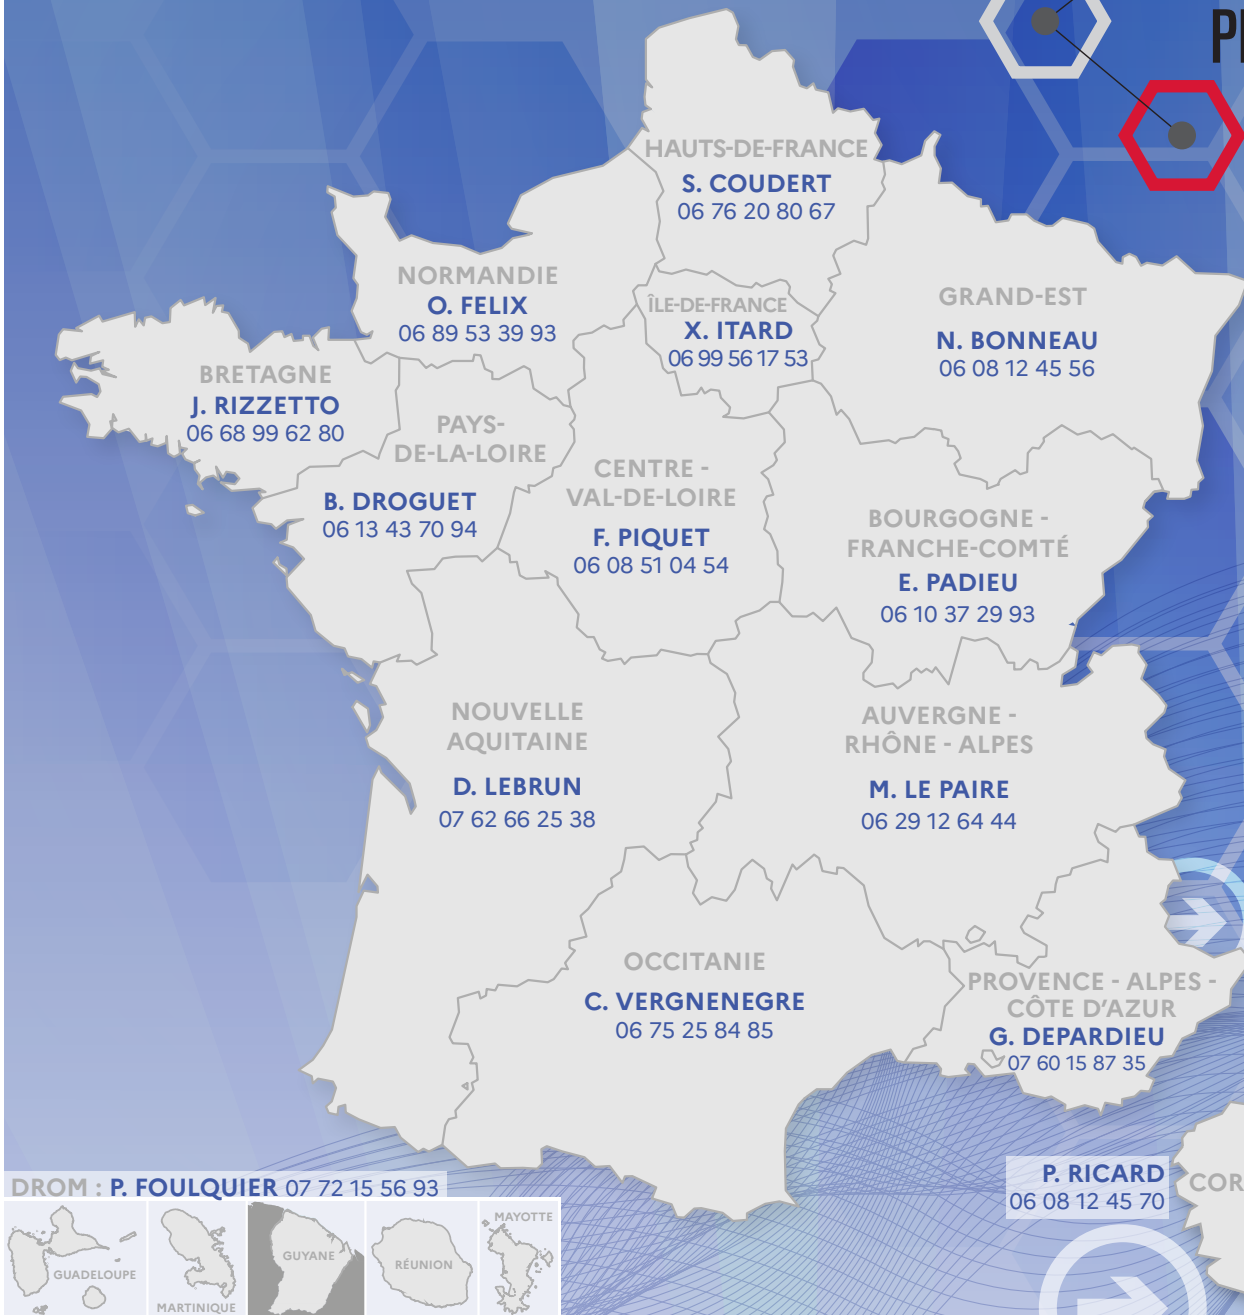 HAUTS-DE-FRANCE
S. COUDERT
06 76 20 80 67
NORMANDIE
O. FELIX
06 89 53 39 93
ÎLE-DE-FRANCE
X. ITARD
06 99 56 17 53
GRAND-EST
N. BONNEAU
06 08 12 45 56
BRETAGNE
J. RIZZETTO
06 68 99 62 80
PAYS-
DE-LA-LOIRE
B. DROGUET
06 13 43 70 94
CENTRE -
VAL-DE-LOIRE
F. PIQUET
06 08 51 04 54
BOURGOGNE -
FRANCHE-COMTÉ
E. PADIEU
06 10 37 29 93
NOUVELLE
AQUITAINE
D. LEBRUN
07 62 66 25 38
AUVERGNE -
RHÔNE - ALPES
M. LE PAIRE
06 29 12 64 44
OCCITANIE
C. VERGNENEGRE
06 75 25 84 85
PROVENCE - ALPES -
CÔTE D'AZUR
G. DEPARDIEU
07 60 15 87 35
P. RICARD
06 08 12 45 70
COR
DROM : P. FOULQUIER 07 72 15 56 93
GUADELOUPE
MARTINIQUE
GUYANE
RÉUNION
MAYOTTE